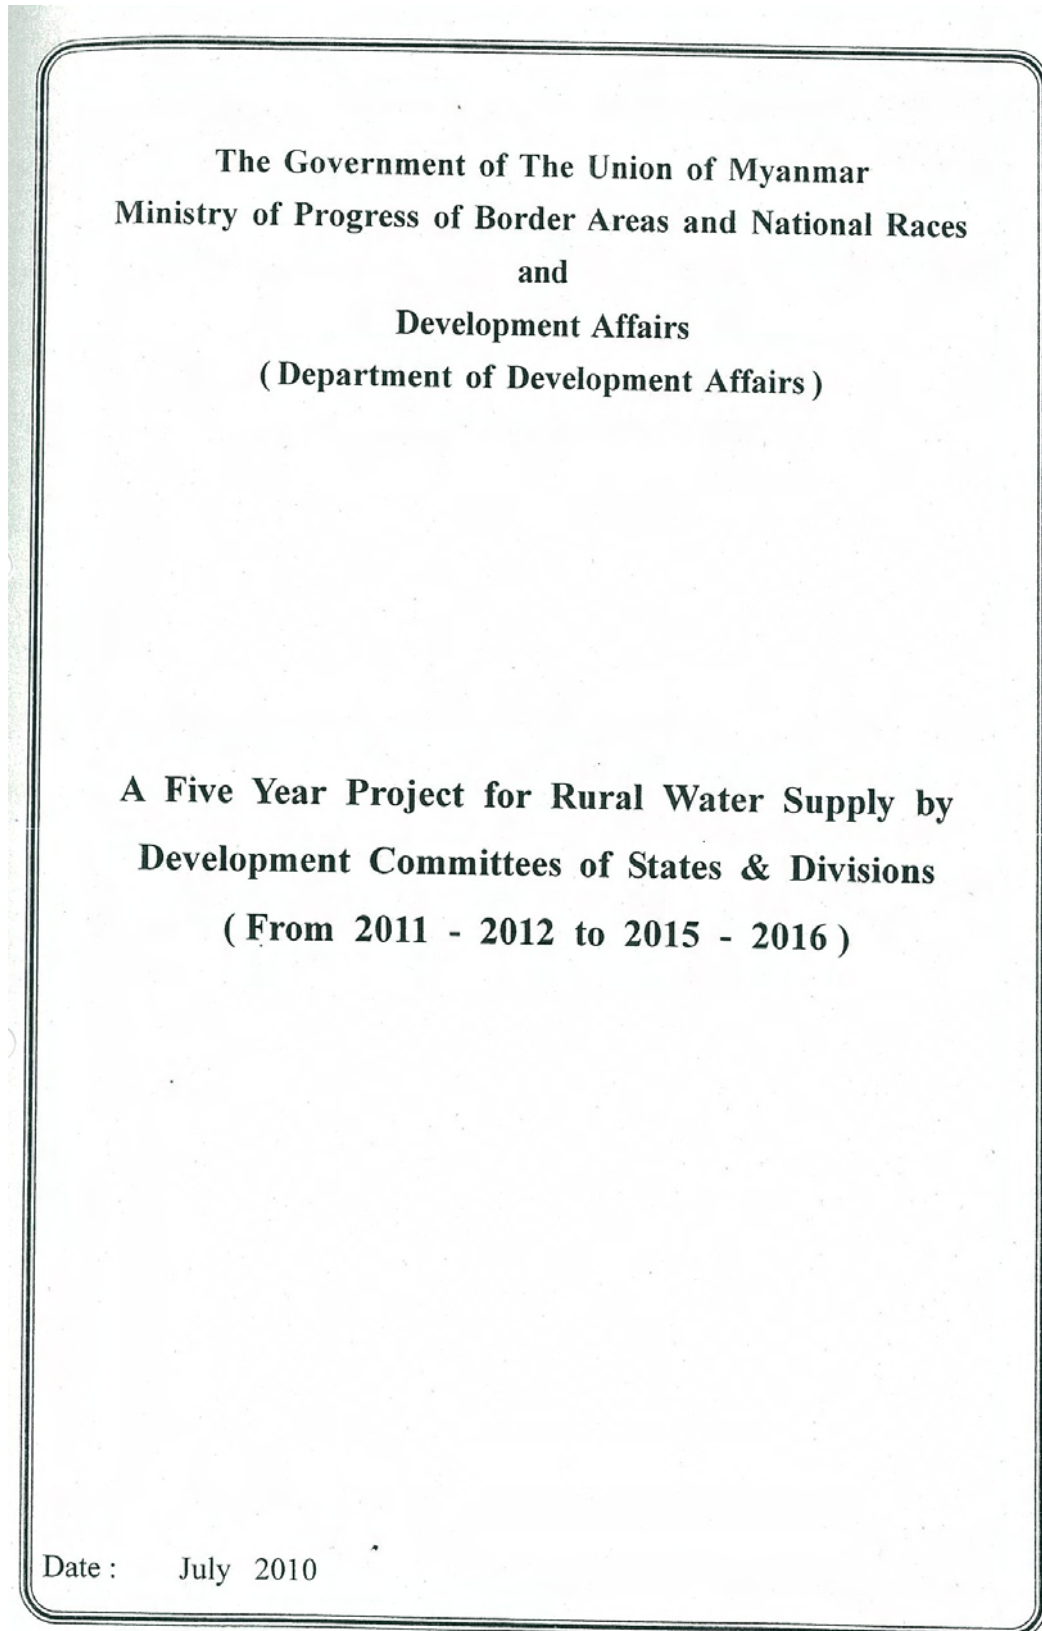 The Government of The Union of Myanmar
Ministry of Progress of Border Areas and National Races
and
Development Affairs
( Department of Development Affairs )
A Five Year Project for Rural Water Supply by
Development Committees of States & Divisions
( From 2011 - 2012 to 2015 - 2016 )
Date : July 2010